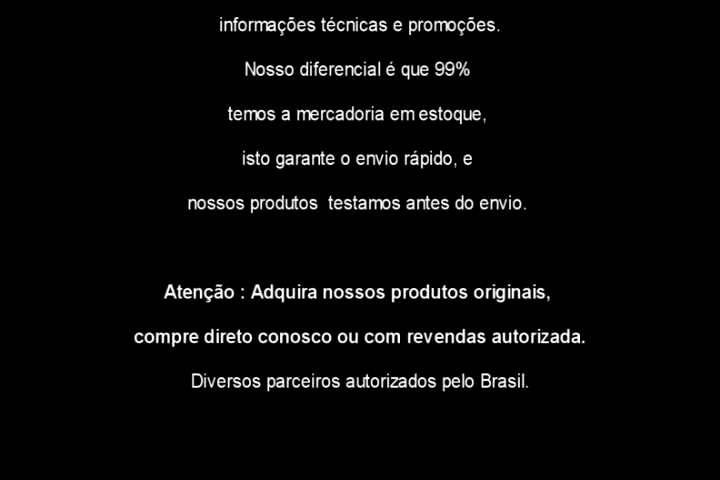 informações técnicas e promoções.
Nosso diferencial é que 99%
temos a mercadoria em estoque,
isto garante o envio rápido, e
nossos produtos  testamos antes do envio.
Atenção : Adquira nossos produtos originais,
compre direto conosco ou com revendas autorizada.
Diversos parceiros autorizados pelo Brasil.